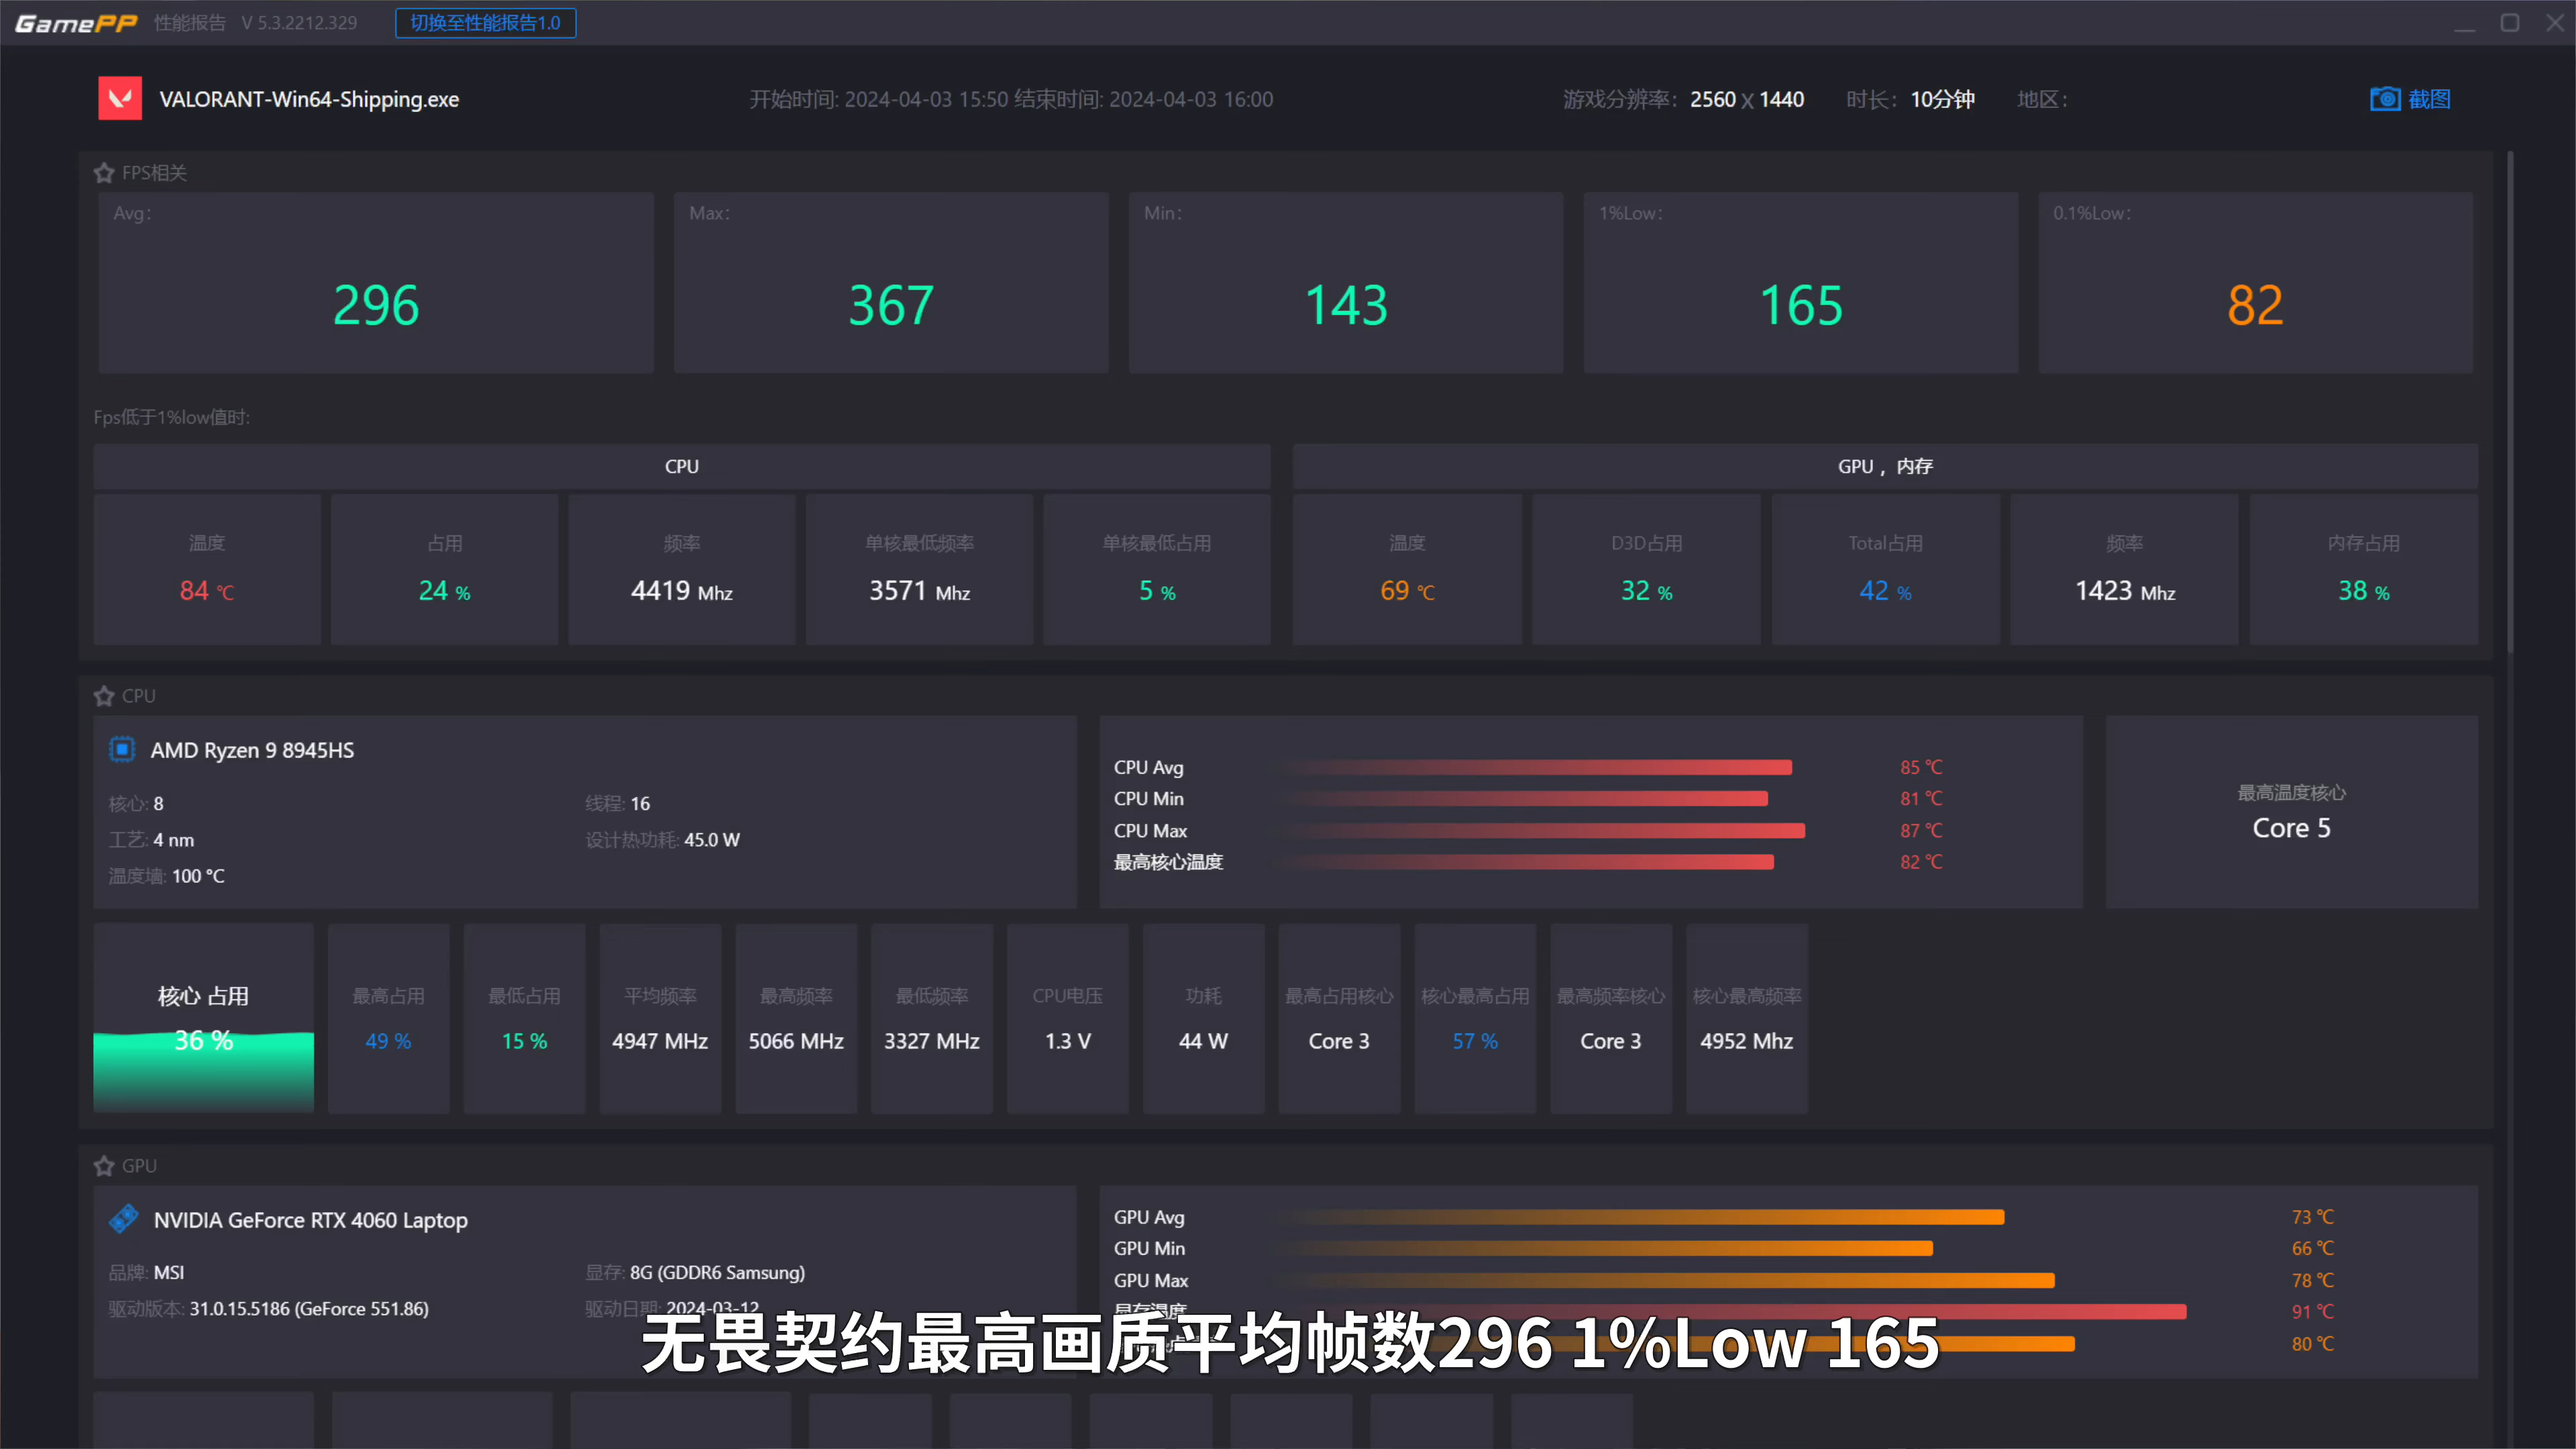 GamePP 性能报告 V 5.3.2212.329 切换至性能报告1.0
VALORANT-Win64-Shipping.exe 开始时间: 2024-04-03 15:50 结束时间: 2024-04-03 16:00 游戏分辨率: 2560 X 1440 时长: 10分钟 地区: 截图
FPS相关
Avg: Max: Min: 1%Low: 0.1%Low:
296 367 143 165 82
Fps低于1%low值时:
CPU GPU , 内存
温度 占用 频率 单核最低频率 单核最低占用 温度 D3D占用 Total占用 频率 内存占用
84 ℃ 24 % 4419 Mhz 3571 Mhz 5 % 69 ℃ 32 % 42 % 1423 Mhz 38 %
CPU
AMD Ryzen 9 8945HS
核心: 8 线程: 16
工艺: 4 nm 设计热功耗: 45.0 W
温度墙: 100 °C
CPU Avg 85 ℃
CPU Min 81 ℃
CPU Max 87 ℃
最高核心温度 82 ℃
最高温度核心
Core 5
核心 占用 最高占用 最低占用 平均频率 最高频率 最低频率 CPU电压 功耗 最高占用核心 核心最高占用 最高频率核心 核心最高频率
36 % 49 % 15 % 4947 MHz 5066 MHz 3327 MHz 1.3 V 44 W Core 3 57 % Core 3 4952 Mhz
GPU
NVIDIA GeForce RTX 4060 Laptop
品牌: MSI 显存: 8G (GDDR6 Samsung)
驱动版本: 31.0.15.5186 (GeForce 551.86) 驱动日期: 2024-03-12
GPU Avg 73 ℃
GPU Min 66 ℃
GPU Max 78 ℃
显存温度 91 ℃
80 ℃
无畏契约最高画质平均帧数296 1%Low 165